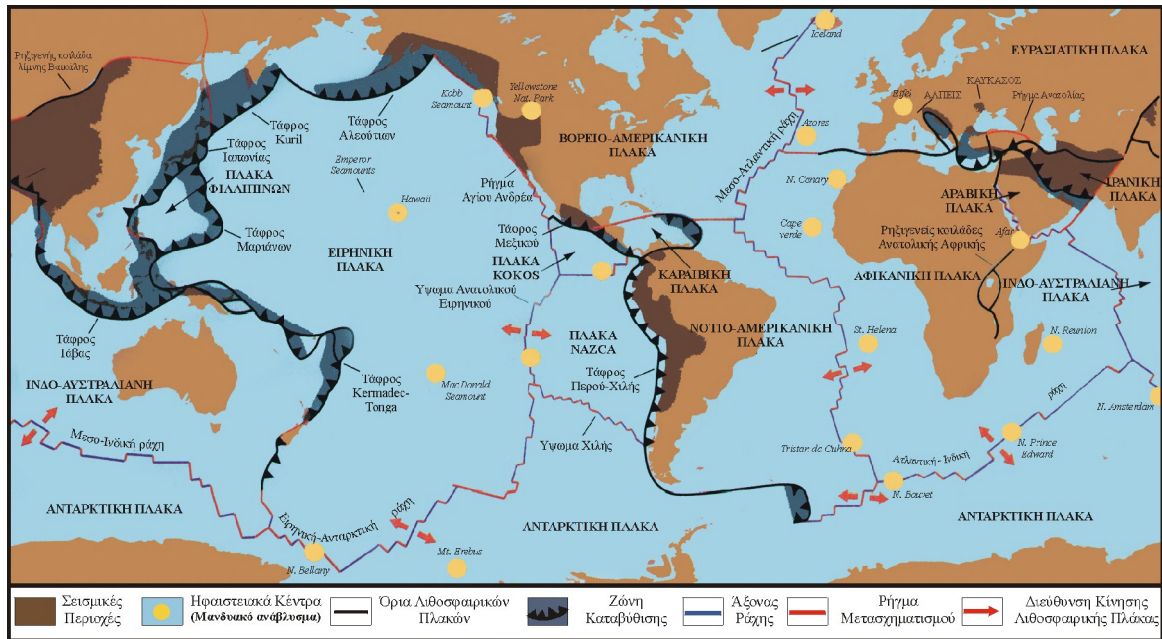 Iceland
Ρηξιγενής κοιλάδα
λίμνης Βαϊκάλης
ΕΥΡΑΣΙΑΤΙΚΗ ΠΛΑΚΑ
Kobb
Seamount
Yellowstone
Nat. Park
Eifel
ΑΛΠΕΙΣ
ΚΑΥΚΑΣΟΣ
Ρήγμα Ανατολίας
Τάφρος
Kuril
Τάφρος
Αλεούτιων
Azores
ΒΟΡΕΙΟ-ΑΜΕΡΙΚΑΝΙΚΗ
ΠΛΑΚΑ
Μεσο-Ατλαντική ράχη
Τάφρος
Ιαπωνίας
ΠΛΑΚΑ
ΦΙΛΛΙΠΙΝΩΝ
Emperor
Seamounts
Ρήγμα
Αγίου Ανδρέα
N. Canary
ΑΡΑΒΙΚΗ
ΠΛΑΚΑ
ΙΡΑΝΙΚΗ
ΠΛΑΚΑ
Hawaii
Τάφρος
Μαριάνων
ΕΙΡΗΝΙΚΗ
ΠΛΑΚΑ
Τάφρος
Μεξικού
ΠΛΑΚΑ
KOKOS
Cape
verde
Ρηξιγενείς κοιλάδες
Ανατολικής Αφρικής
Afar
ΚΑΡΑΙΒΙΚΗ
ΠΛΑΚΑ
ΑΦΙΚΑΝΙΚΗ ΠΛΑΚΑ
ΙΝΔΟ-ΑΥΣΤΡΑΛΙΑΝΗ
ΠΛΑΚΑ
Υψωμα Ανατολικού
Ειρηνικού
Τάφρος
Ιάβας
ΠΛΑΚΑ
NAZCA
ΝΟΤΙΟ-ΑΜΕΡΙΚΑΝΙΚΗ
ΠΛΑΚΑ
St. Helena
N. Reunion
ΙΝΔΟ-ΑΥΣΤΡΑΛΙΑΝΗ
ΠΛΑΚΑ
Τάφρος
Kermadec-
Tonga
Mac Donald
Seamount
Τάφρος
Περού-Χιλής
N. Amsterdam
Μεσο-Ινδική ράχη
Υψωμα Χιλής
Tristan de Cuhna
Ατλαντική - Ινδική ράχη
N. Prince
Edward
N. Bouvet
ΑΝΤΑΡΚΤΙΚΗ ΠΛΑΚΑ
Ειρηνική-Ανταρκτική ράχη
ΑΝΤΑΡΚΤΙΚΗ ΠΛΑΚΑ
ΑΝΤΑΡΚΤΙΚΗ ΠΛΑΚΑ
N. Bellany
Mt. Erebus
Σεισμικές
Περιοχές
Ηφαιστειακά Κέντρα
(Μανδυακό ανάβλυσμα)
Όρια Λιθοσφαιρικών
Πλακών
Ζώνη
Καταβύθισης
Άξονας
Ράχης
Ρήγμα
Μετασχηματισμού
Διεύθυνση Κίνησης
Λιθοσφαιρικής Πλάκας